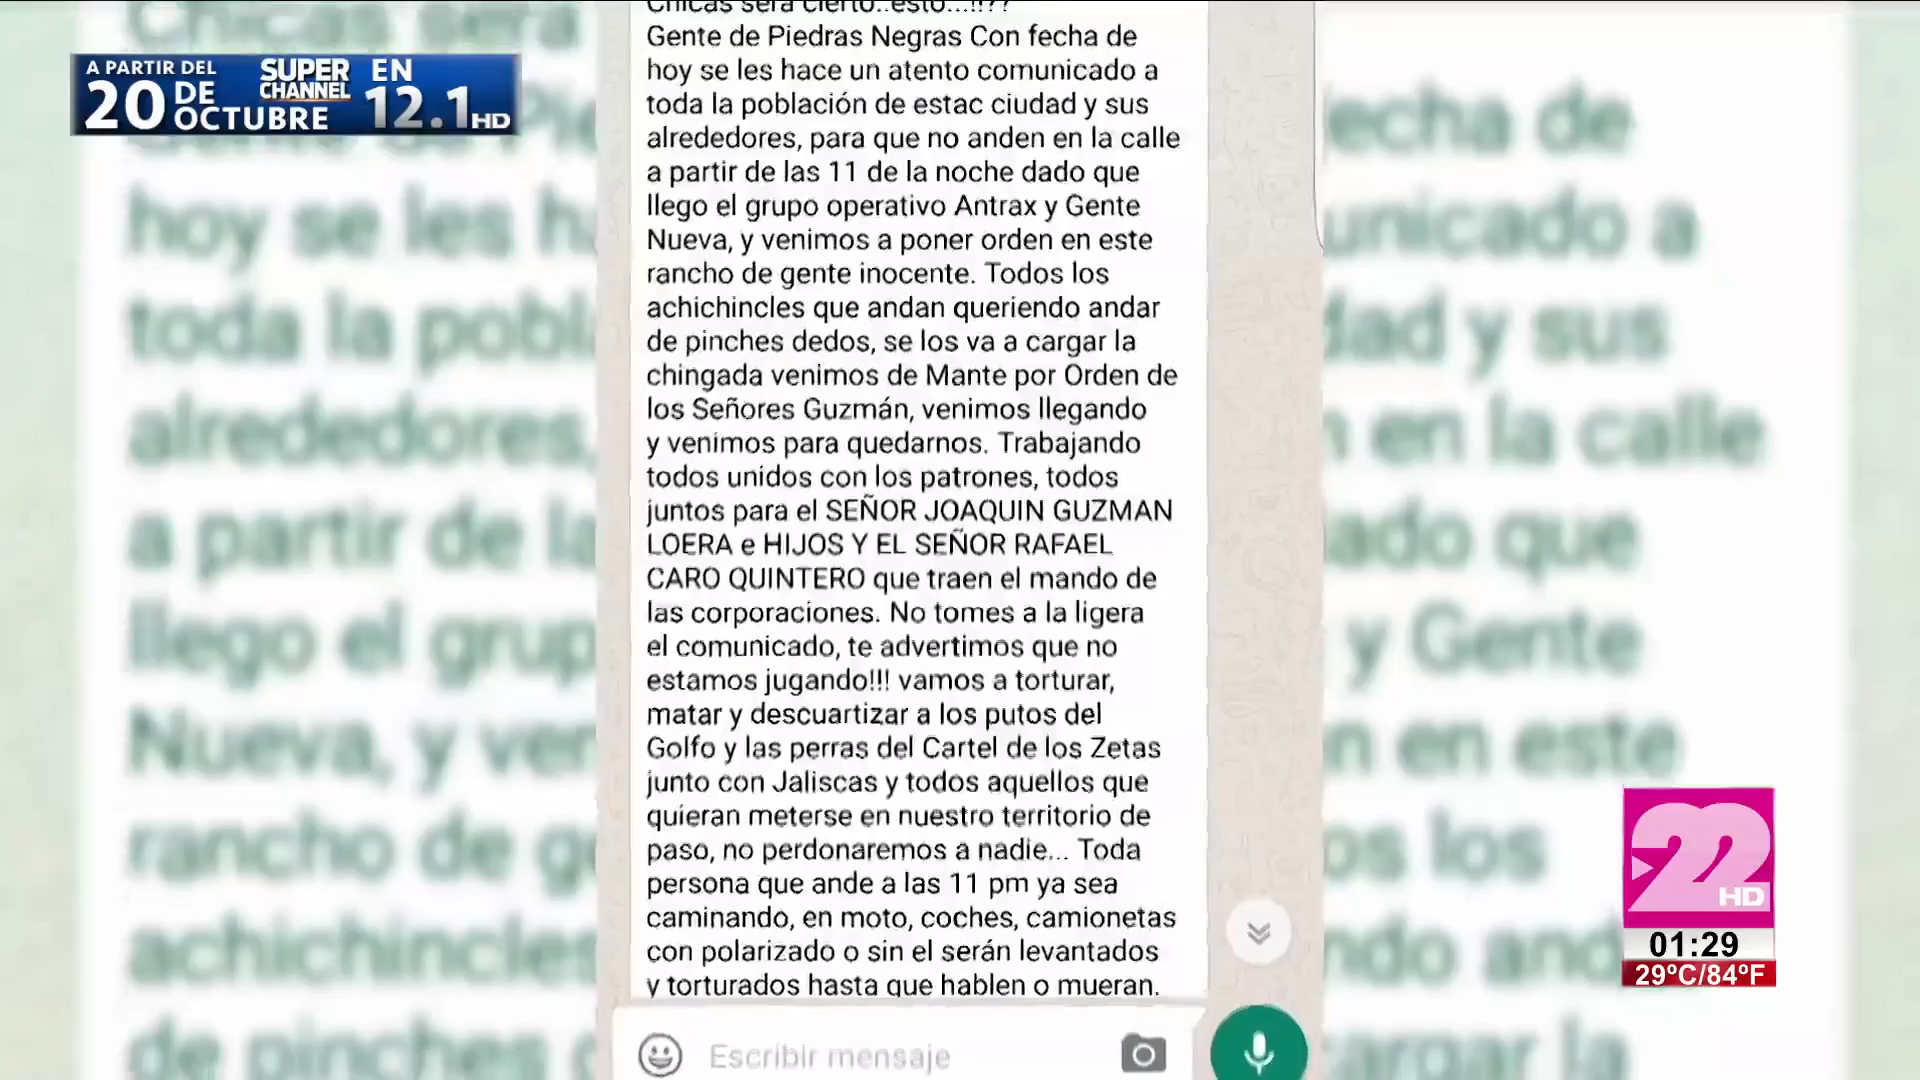 Chicas será cierto..esto...!!??
Gente de Piedras Negras Con fecha de
hoy se les hace un atento comunicado a
toda la población de estac ciudad y sus
alrededores, para que no anden en la calle
a partir de las 11 de la noche dado que
llego el grupo operativo Antrax y Gente
Nueva, y venimos a poner orden en este
rancho de gente inocente. Todos los
achichincles que andan queriendo andar
de pinches dedos, se los va a cargar la
chingada venimos de Mante por Orden de
los Señores Guzmán, venimos llegando
y venimos para quedarnos. Trabajando
todos unidos con los patrones, todos
juntos para el SEÑOR JOAQUIN GUZMAN
LOERA e HIJOS Y EL SEÑOR RAFAEL
CARO QUINTERO que traen el mando de
las corporaciones. No tomes a la ligera
el comunicado, te advertimos que no
estamos jugando!!! vamos a torturar,
matar y descuartizar a los putos del
Golfo y las perras del Cartel de los Zetas
junto con Jaliscas y todos aquellos que
quieran meterse en nuestro territorio de
paso, no perdonaremos a nadie... Toda
persona que ande a las 11 pm ya sea
caminando, en moto, coches, camionetas
con polarizado o sin el serán levantados
y torturados hasta que hablen o mueran.
Escribir mensaje
A PARTIR DEL
20 DE OCTUBRE
SUPER CHANNEL
EN 12.1 HD
22 HD
01:29
29ºC/84ºF